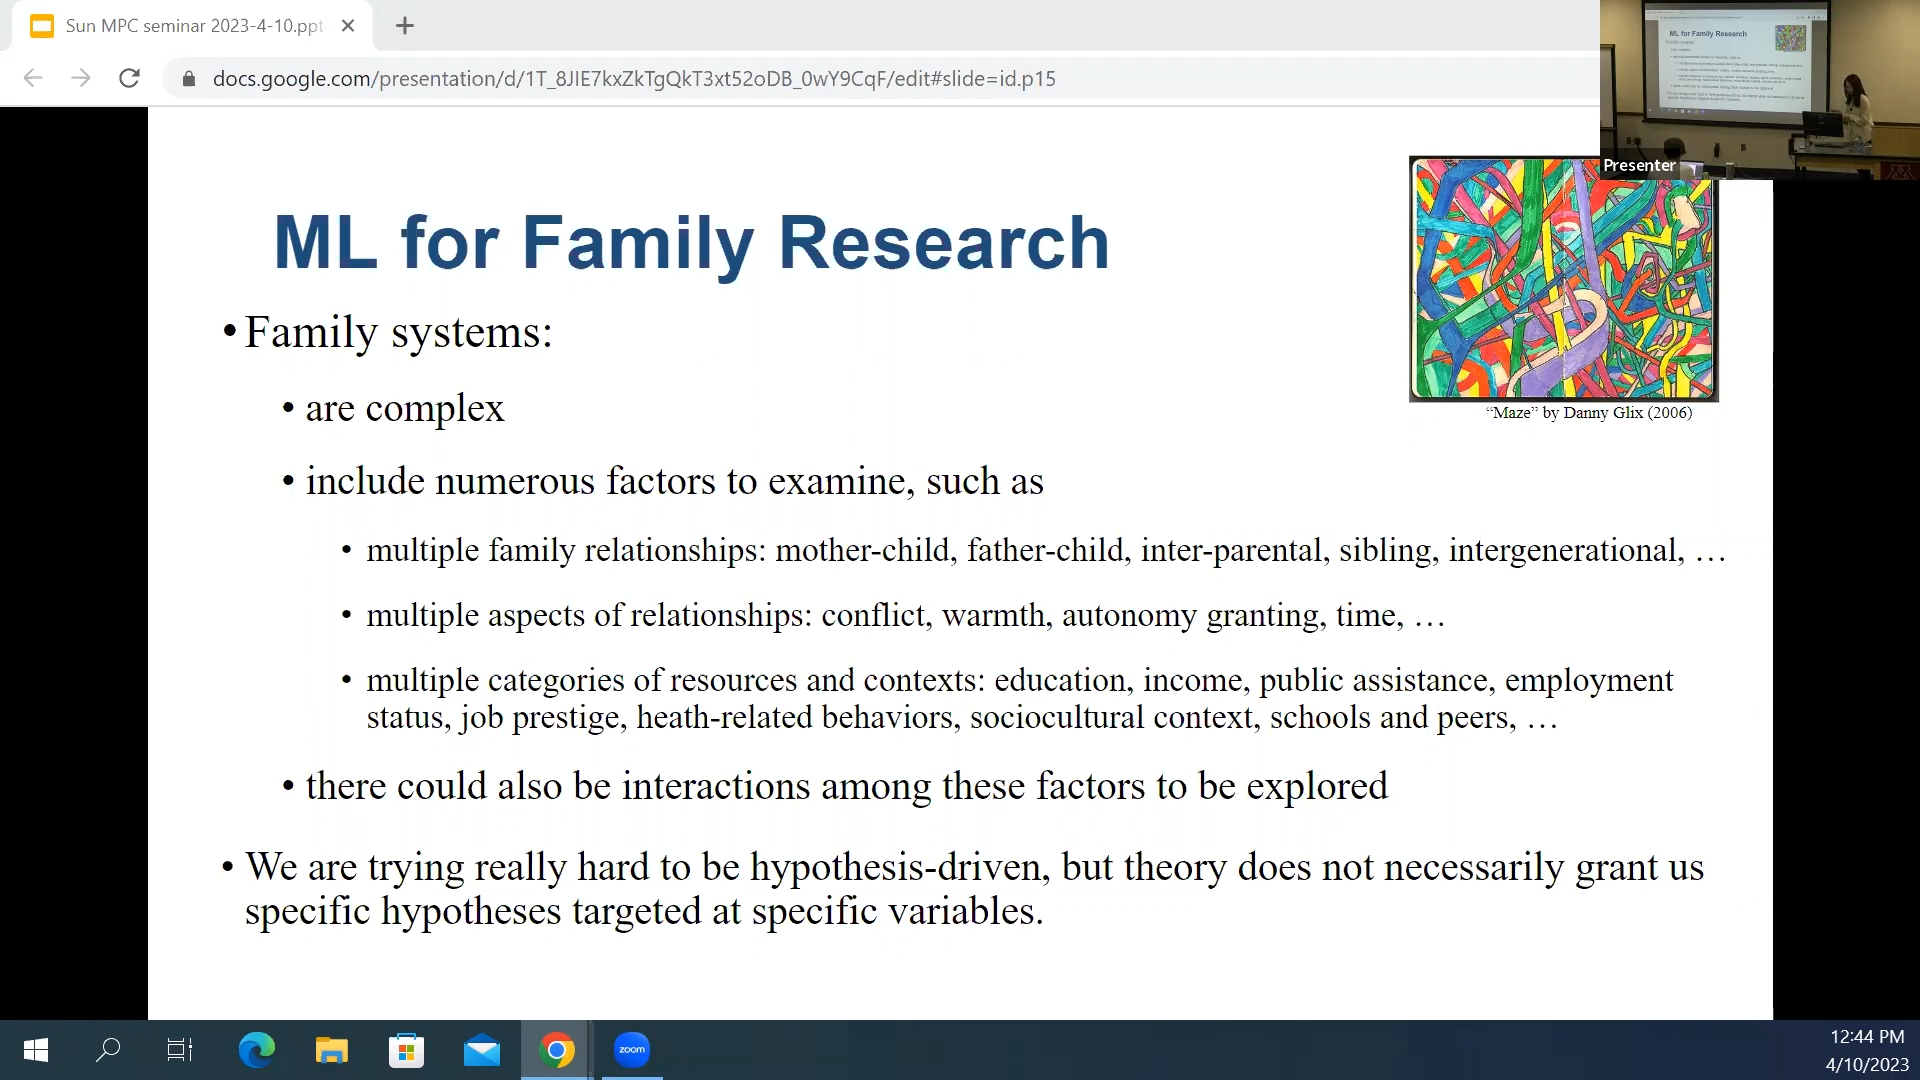 Sun MPC seminar 2023-4-10.ppt
docs.google.com/presentation/d/1T_8JIE7kxZkTgQkT3xt52oDB_0wY9CqF/edit#slide=id.p15
ML for Family Research
Presenter
ML for Family Research
“Maze” by Danny Glix (2006)
• Family systems:
• are complex
• include numerous factors to examine, such as
• multiple family relationships: mother-child, father-child, inter-parental, sibling, intergenerational, …
• multiple aspects of relationships: conflict, warmth, autonomy granting, time, …
• multiple categories of resources and contexts: education, income, public assistance, employment
status, job prestige, heath-related behaviors, sociocultural context, schools and peers, …
• there could also be interactions among these factors to be explored
• We are trying really hard to be hypothesis-driven, but theory does not necessarily grant us
specific hypotheses targeted at specific variables.
zoom
12:44 PM
4/10/2023